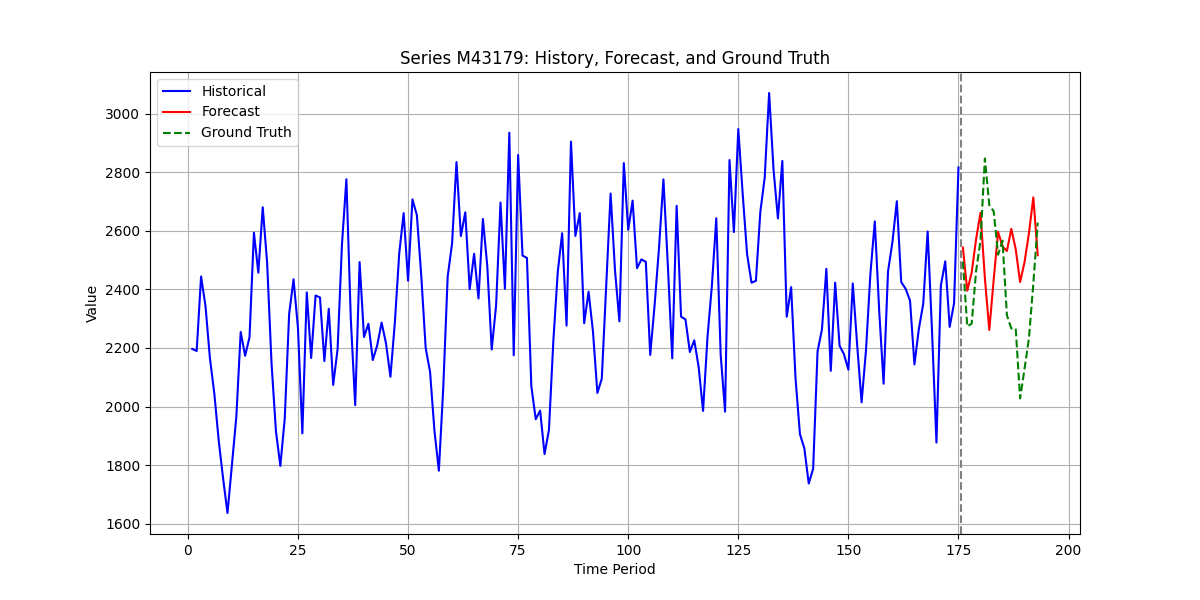 Series M43179: History, Forecast, and Ground Truth
Historical
Forecast
Ground Truth
Value
3000
2800
2600
2400
2200
2000
1800
1600
0 25 50 75 100 125 150 175 200
Time Period